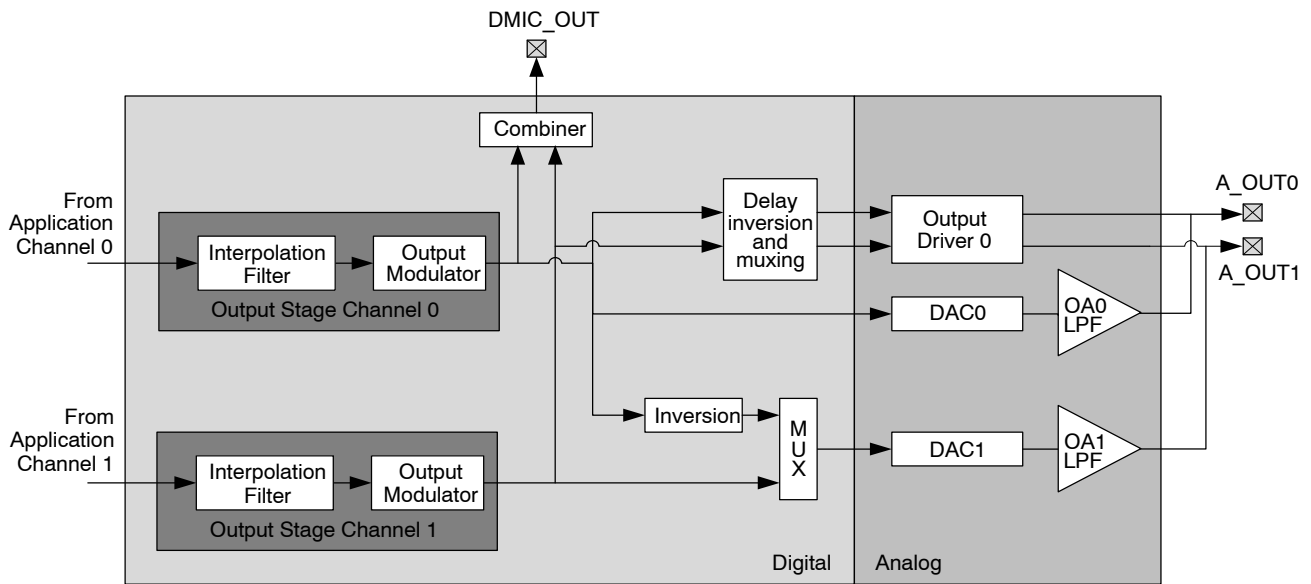 DMIC_OUT
Combiner
From
Application
Channel 0
Interpolation
Filter
Output
Modulator
Output Stage Channel 0
Delay
inversion
and
muxing
Output
Driver 0
A_OUT0
A_OUT1
DAC0
OA0
LPF
From
Application
Channel 1
Interpolation
Filter
Output
Modulator
Output Stage Channel 1
Inversion
M
U
X
DAC1
OA1
LPF
Digital
Analog